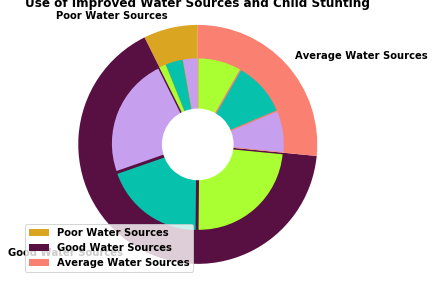 Use of Improved Water Sources and Child Stunting
Poor Water Sources
Average Water Sources
Good Water Sources
Poor Water Sources
Good Water Sources
Average Water Sources